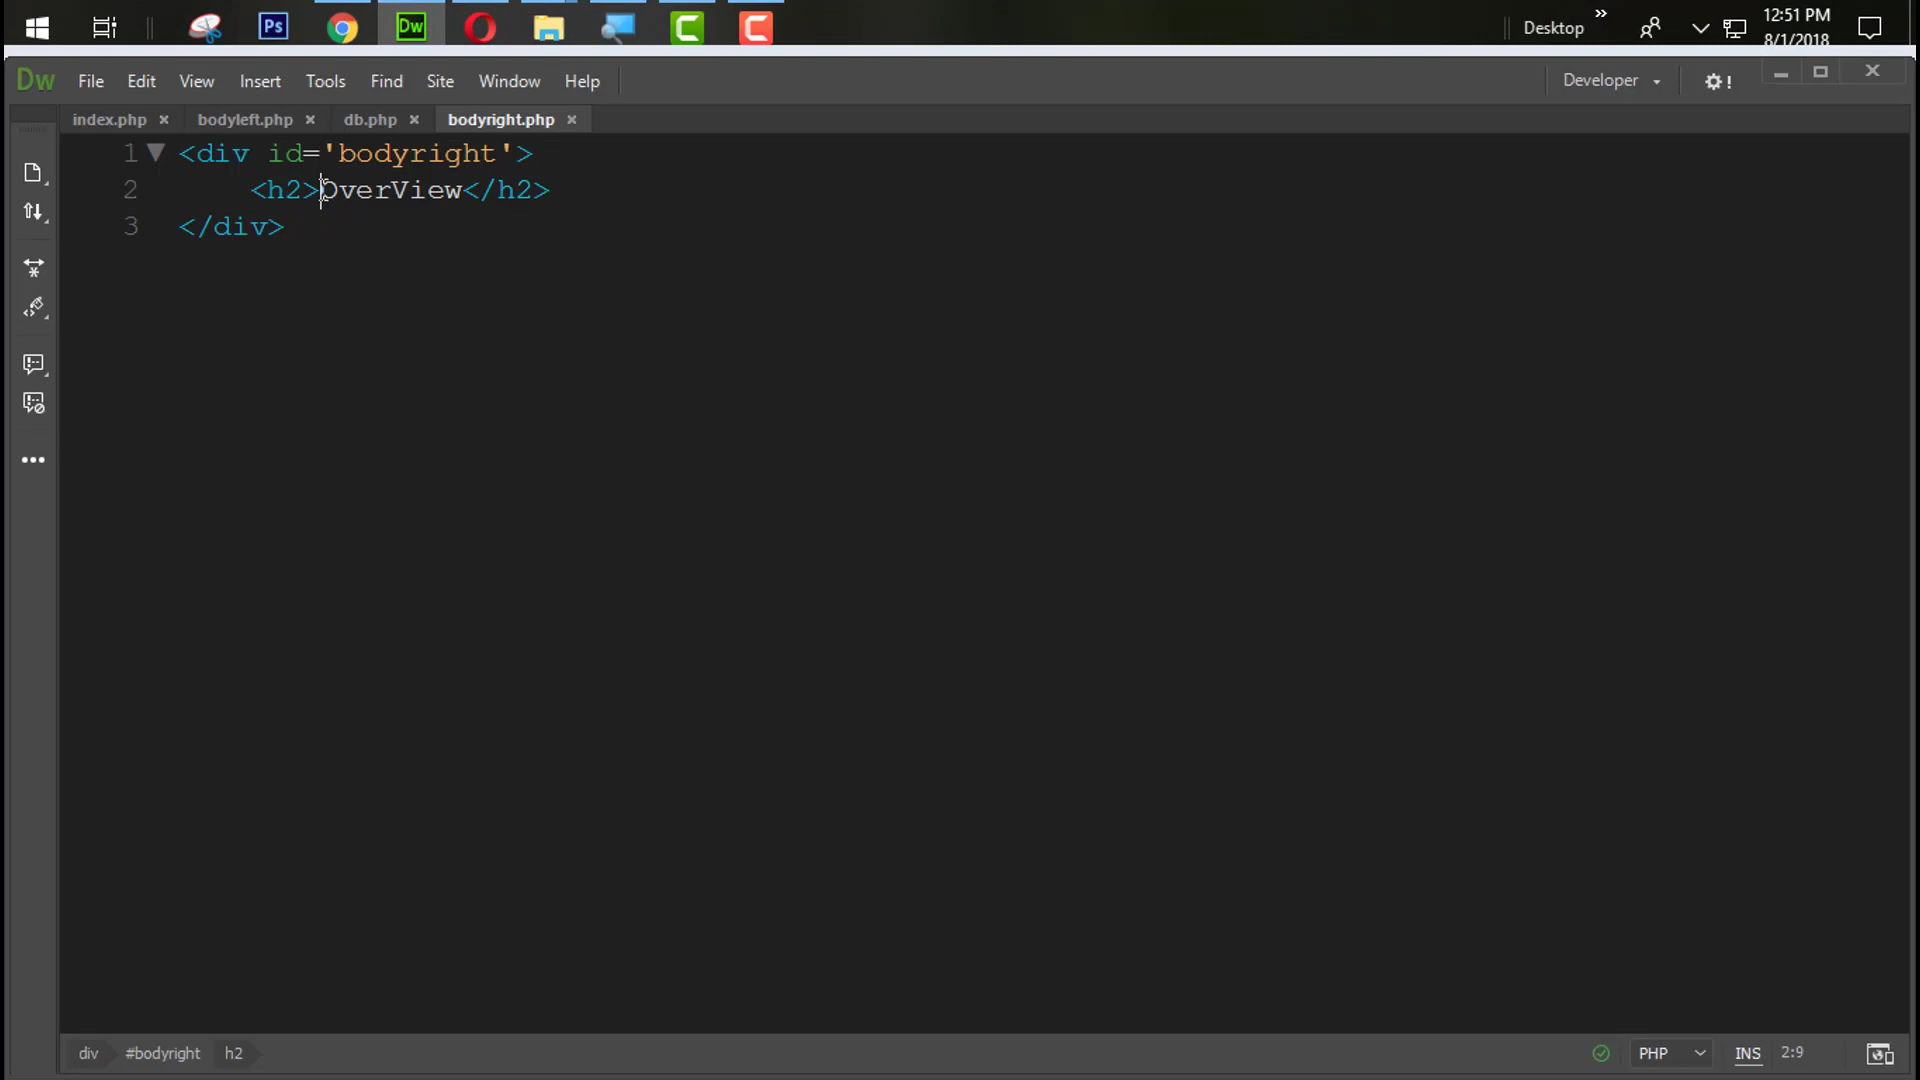 Ps
Dw
Desktop
»
12:51 PM
8/1/2018
Dw
File
Edit
View
Insert
Tools
Find
Site
Window
Help
Developer
index.php
bodyleft.php
db.php
bodyright.php
1 <div id='bodyright'>
2 <h2>OverView</h2>
3 </div>
div
#bodyright
h2
PHP
INS
2:9